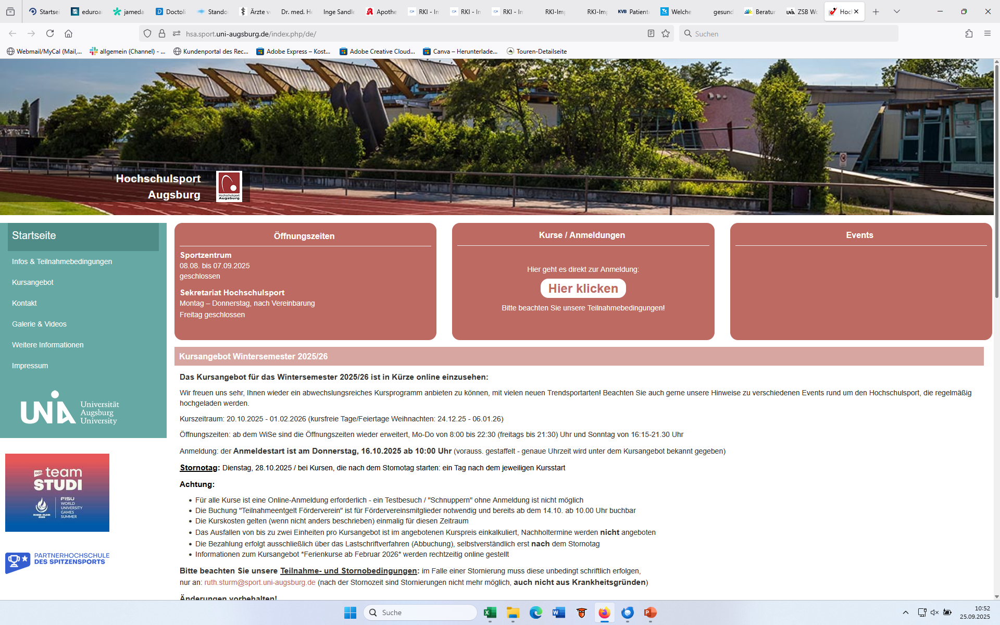 Startsei
eduroa
jameda
Doctoli
Stando
Ärzte v
Dr. med. He
Inge Sandle
Apothe
RKI - Im
RKI - In
RKI - In
RKI-Imp
RKI-Imp
KVB Patiente
Welche
gesund
Beratun
ZSB Wo
Hoc
hsa.sport.uni-augsburg.de/index.php/de/
Suchen
Webmail/MyCal (Mail,...
allgemein (Channel) - ...
Kundenportal des Rec...
Adobe Express – Kost...
Adobe Creative Cloud...
Canva – Herunterlade...
Touren-Detailseite
Hochschulsport
Augsburg
Hochschulsport
Augsburg
Startseite
Infos & Teilnahmebedingungen
Kursangebot
Kontakt
Galerie & Videos
Weitere Informationen
Impressum
UNIA
Universität
Augsburg
University
adh team
STUDI
RHINE-RUHR
2025
FISU
WORLD
UNIVERSITY
GAMES
SUMMER
PARTNERHOCHSCHULE
DES SPITZENSPORTS
Öffnungszeiten
Sportzentrum
08.08. bis 07.09.2025
geschlossen
Sekretariat Hochschulsport
Montag – Donnerstag, nach Vereinbarung
Freitag geschlossen
Kurse / Anmeldungen
Hier geht es direkt zur Anmeldung:
Hier klicken
Bitte beachten Sie unsere Teilnahmebedingungen!
Events
Kursangebot Wintersemester 2025/26
Das Kursangebot für das Wintersemester 2025/26 ist in Kürze online einzusehen:
Wir freuen uns sehr, Ihnen wieder ein abwechslungsreiches Kursprogramm anbieten zu können, mit vielen neuen Trendsportarten! Beachten Sie auch gerne unsere Hinweise zu verschiedenen Events rund um den Hochschulsport, die regelmäßig
hochgeladen werden.
Kurszeitraum: 20.10.2025 - 01.02.2026 (kursfreie Tage/Feiertage Weihnachten: 24.12.25 - 06.01.26)
Öffnungszeiten: ab dem WiSe sind die Öffnungszeiten wieder erweitert, Mo-Do von 8:00 bis 22:30 (freitags bis 21:30) Uhr und Sonntag von 16:15-21.30 Uhr
Anmeldung: der Anmeldestart ist am Donnerstag, 16.10.2025 ab 10:00 Uhr (vorauss. gestaffelt - genaue Uhrzeit wird unter dem Kursangebot bekannt gegeben)
Stornotag: Dienstag, 28.10.2025 / bei Kursen, die nach dem Stornotag starten: ein Tag nach dem jeweiligen Kursstart
Achtung:
• Für alle Kurse ist eine Online-Anmeldung erforderlich - ein Testbesuch / "Schnuppern" ohne Anmeldung ist nicht möglich
• Die Buchung "Teilnahmeentgelt Förderverein" ist für Fördervereinsmitglieder notwendig und bereits ab dem 14.10. ab 10.00 Uhr buchbar
• Die Kurskosten gelten (wenn nicht anders beschrieben) einmalig für diesen Zeitraum
• Das Ausfallen von bis zu zwei Einheiten pro Kursangebot ist im angebotenen Kurspreis einkalkuliert, Nachholtermine werden nicht angeboten
• Die Bezahlung erfolgt ausschließlich über das Lastschriftverfahren (Abbuchung), selbstverständlich erst nach dem Stornotag
• Informationen zum Kursangebot *Ferienkurse ab Februar 2026* werden rechtzeitig online gestellt
Bitte beachten Sie unsere Teilnahme- und Stornobedingungen: im Falle einer Stornierung muss diese unbedingt schriftlich erfolgen,
nur an: ruth.sturm@sport.uni-augsburg.de (nach der Stornozeit sind Stornierungen nicht mehr möglich, auch nicht aus Krankheitsgründen)
Änderungen vorbehalten!
Suche
10:52
25.09.2025